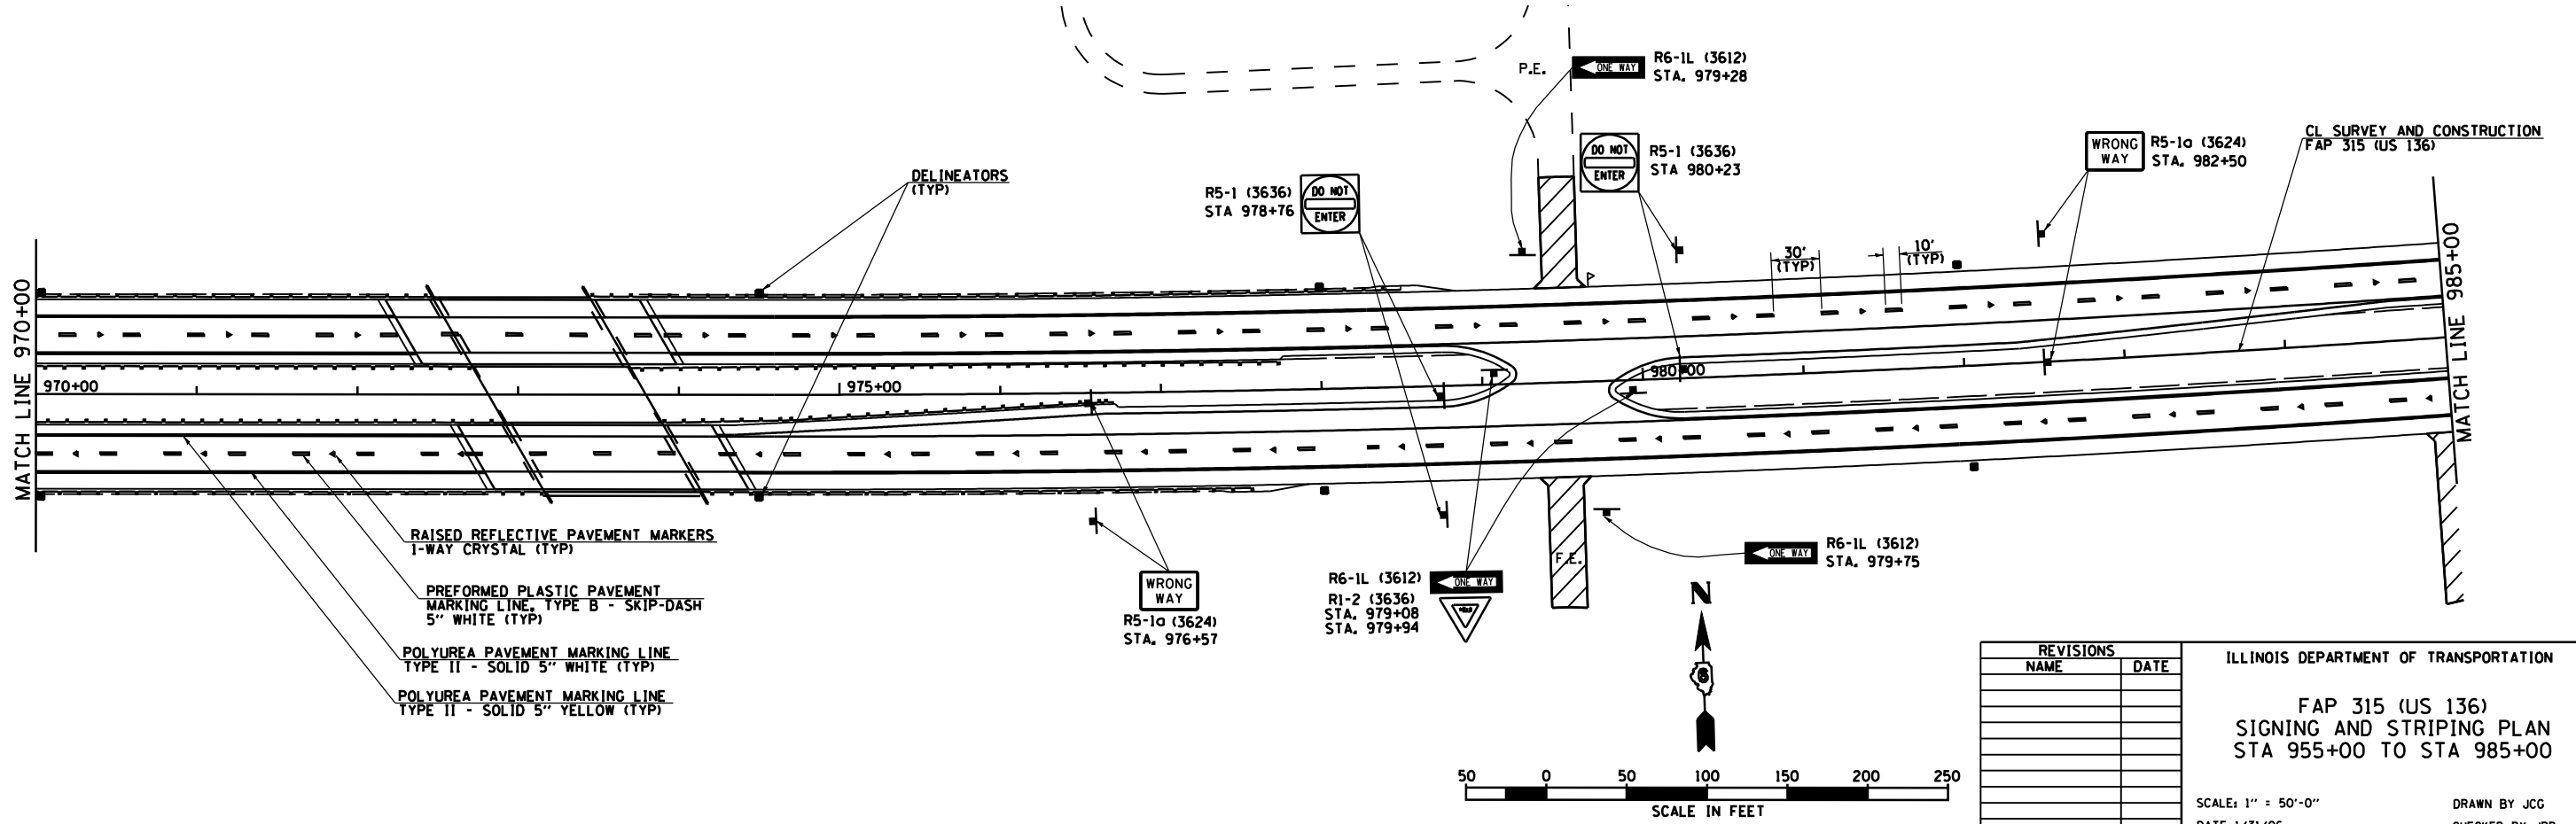 P.E.
ONE WAY
R6-1L (3612)
STA. 979+28
DO NOT
ENTER
R5-1 (3636)
STA 980+23
WRONG
WAY
R5-1a (3624)
STA. 982+50
CL SURVEY AND CONSTRUCTION
FAP 315 (US 136)
DELINEATORS
(TYP)
R5-1 (3636)
STA 978+76
DO NOT
ENTER
30'
(TYP)
10'
(TYP)
P
MATCH LINE 970+00
970+00
975+00
980+00
MATCH LINE 985+00
RAISED REFLECTIVE PAVEMENT MARKERS
1-WAY CRYSTAL (TYP)
PREFORMED PLASTIC PAVEMENT
MARKING LINE, TYPE B - SKIP-DASH
5" WHITE (TYP)
POLYUREA PAVEMENT MARKING LINE
TYPE II - SOLID 5" WHITE (TYP)
POLYUREA PAVEMENT MARKING LINE
TYPE II - SOLID 5" YELLOW (TYP)
WRONG
WAY
R5-1a (3624)
STA. 976+57
R6-1L (3612)
ONE WAY
R1-2 (3636)
STA. 979+08
STA. 979+94
F.E.
ONE WAY
R6-1L (3612)
STA. 979+75
N
6
50 0 50 100 150 200 250
SCALE IN FEET
REVISIONS
NAME DATE
ILLINOIS DEPARTMENT OF TRANSPORTATION
FAP 315 (US 136)
SIGNING AND STRIPING PLAN
STA 955+00 TO STA 985+00
SCALE: 1" = 50'-0"
DRAWN BY JCG